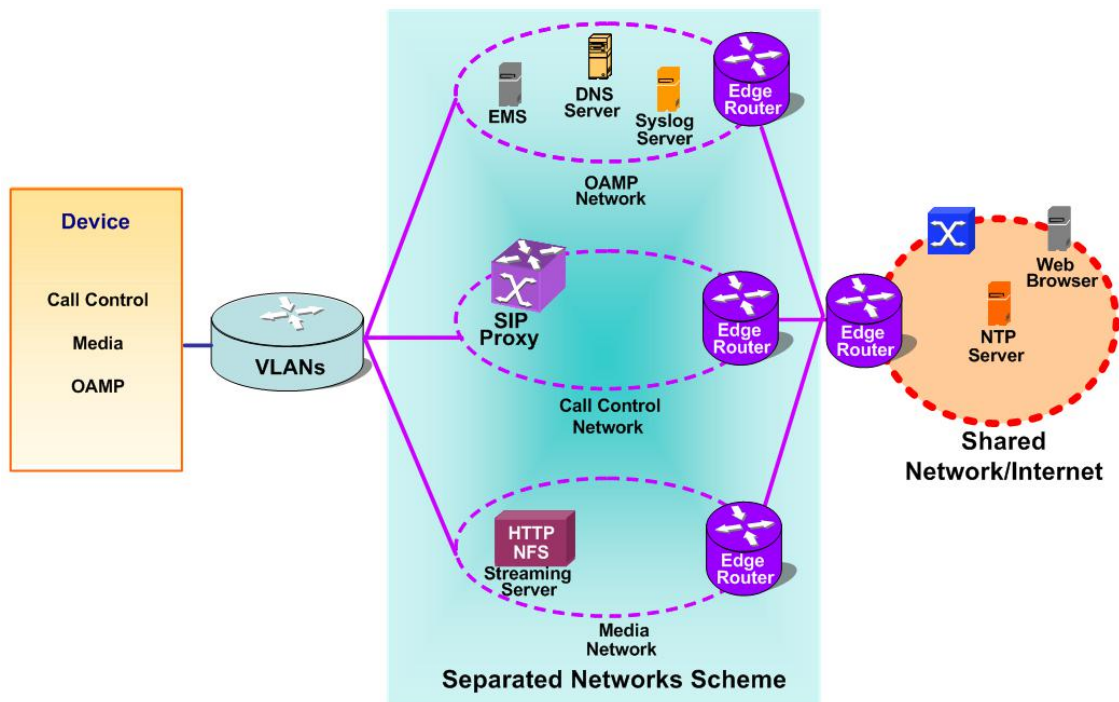 Device
Call Control
Media
OAMP
VLANs
EMS
DNS
Server
Syslog
Server
Edge
Router
OAMP
Network
SIP
Proxy
Edge
Router
Call Control
Network
HTTP
NFS
Streaming
Server
Edge
Router
Media
Network
Separated Networks Scheme
Edge
Router
Web
Browser
NTP
Server
Shared
Network/Internet